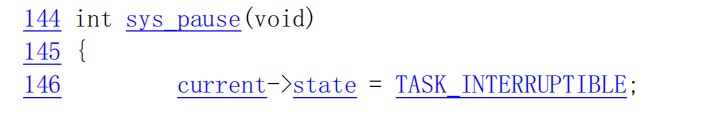 144 int sys_pause(void)
145 {
146         current->state = TASK_INTERRUPTIBLE;